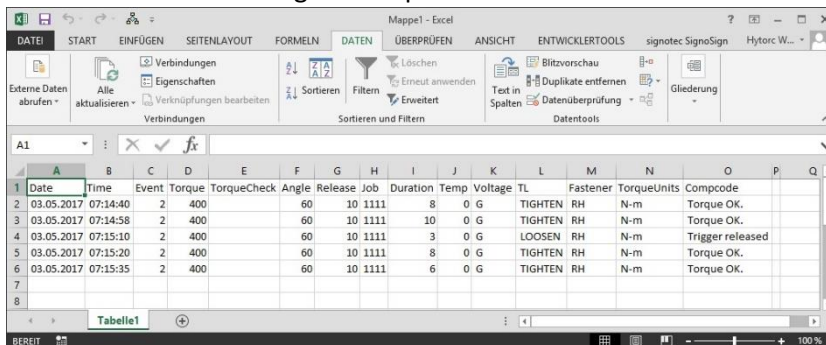 Mappe1 - Excel
DATEI START EINFÜGEN SEITENLAYOUT FORMELN DATEN ÜBERPRÜFEN ANSICHT ENTWICKLERTOOLS signotec SignoSign Hytorc W...
Externe Daten abrufen
Alle aktualisieren
Verbindungen
Eigenschaften
Verknüpfungen bearbeiten
Verbindungen
Sortieren
Filtern
Löschen
Erneut anwenden
Erweitert
Sortieren und Filtern
Text in Spalten
Blitzvorschau
Duplikate entfernen
Datenüberprüfung
Datentools
Gliederung
A1 fx
A B C D E F G H I J K L M N O P Q
1 Date Time Event Torque TorqueCheck Angle Release Job Duration Temp Voltage TL Fastener TorqueUnits Compcode
2 03.05.2017 07:14:40 2 400 60 10 1111 8 0 G TIGHTEN RH N-m Torque OK.
3 03.05.2017 07:14:58 2 400 60 10 1111 10 0 G TIGHTEN RH N-m Torque OK.
4 03.05.2017 07:15:10 2 400 60 10 1111 3 0 G LOOSEN RH N-m Trigger released
5 03.05.2017 07:15:20 2 400 60 10 1111 8 0 G TIGHTEN RH N-m Torque OK.
6 03.05.2017 07:15:35 2 400 60 10 1111 6 0 G TIGHTEN RH N-m Torque OK.
7
8
Tabelle1
BEREIT 100 %